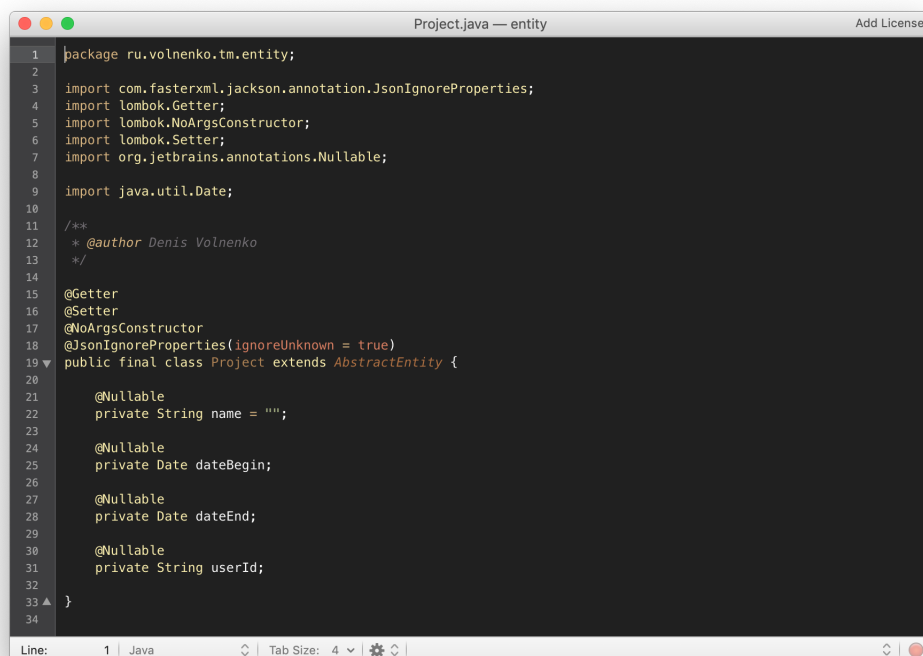 Project.java — entity
Add License
1 package ru.volnenko.tm.entity;
2
3 import com.fasterxml.jackson.annotation.JsonIgnoreProperties;
4 import lombok.Getter;
5 import lombok.NoArgsConstructor;
6 import lombok.Setter;
7 import org.jetbrains.annotations.Nullable;
8
9 import java.util.Date;
10
11 /**
12  * @author Denis Volnenko
13  */
14
15 @Getter
16 @Setter
17 @NoArgsConstructor
18 @JsonIgnoreProperties(ignoreUnknown = true)
19 public final class Project extends AbstractEntity {
20
21     @Nullable
22     private String name = "";
23
24     @Nullable
25     private Date dateBegin;
26
27     @Nullable
28     private Date dateEnd;
29
30     @Nullable
31     private String userId;
32
33 }
34
Line: 1 Java Tab Size: 4